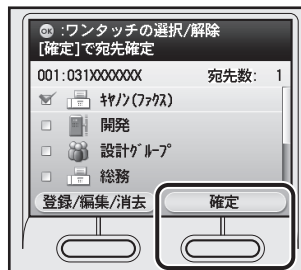 OK :ワンタッチの選択/解除
[確定]で宛先確定
001:031XXXXXXX 宛先数: 1
ｷﾔﾉﾝ(ﾌｧｸｽ)
開発
設計ｸﾞﾙｰﾌﾟ
総務
登録/編集/消去 確定